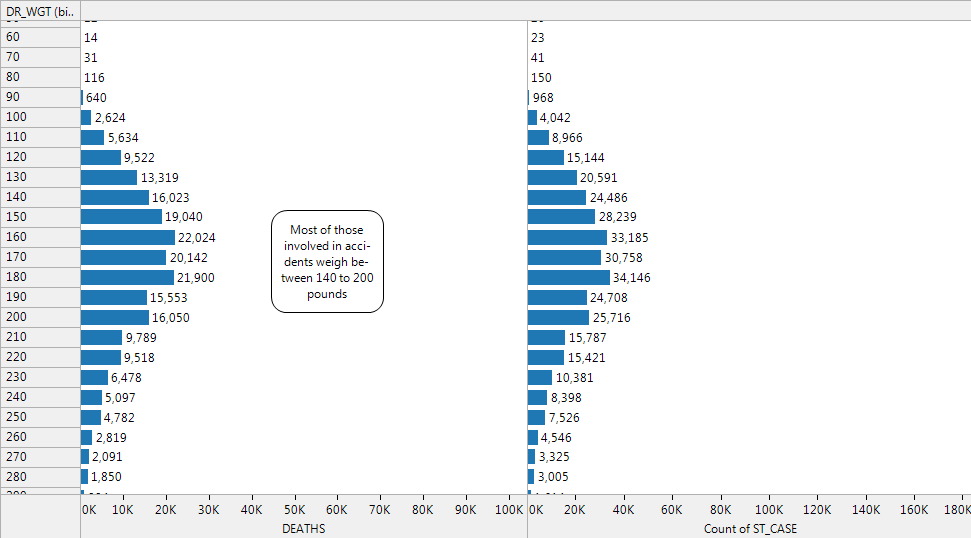 DR_WGT (bi..
60 14 23
70 31 41
80 116 150
90 640 968
100 2,624 4,042
110 5,634 8,966
120 9,522 15,144
130 13,319 20,591
140 16,023 24,486
150 19,040 28,239
160 22,024 33,185
170 20,142 30,758
180 21,900 34,146
190 15,553 24,708
200 16,050 25,716
210 9,789 15,787
220 9,518 15,421
230 6,478 10,381
240 5,097 8,398
250 4,782 7,526
260 2,819 4,546
270 2,091 3,325
280 1,850 3,005
Most of those
involved in acci-
dents weigh be-
tween 140 to 200
pounds
0K 10K 20K 30K 40K 50K 60K 70K 80K 90K 100K 0K 20K 40K 60K 80K 100K 120K 140K 160K 180K
DEATHS Count of ST_CASE